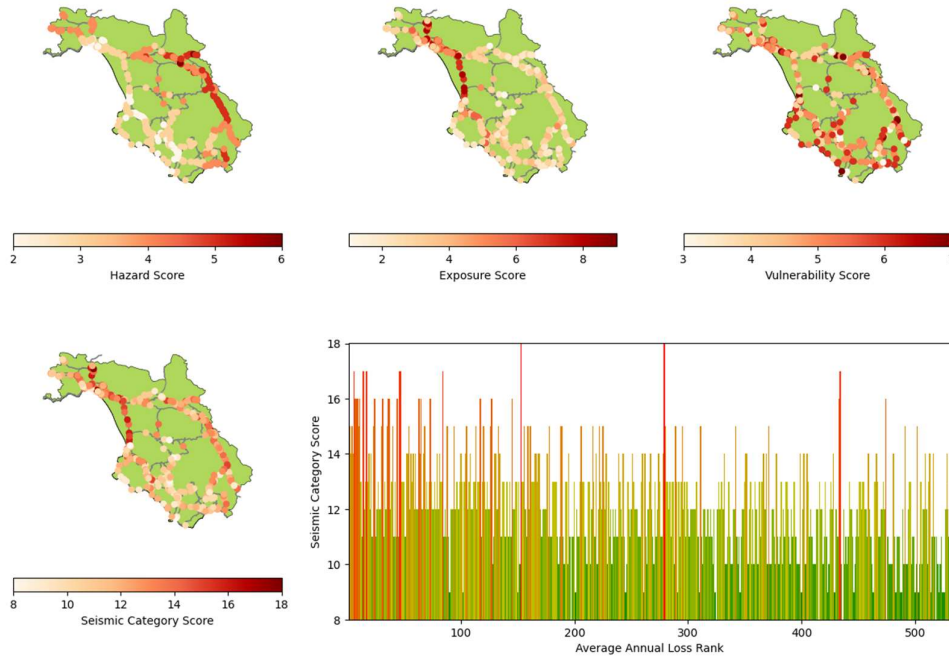 2 3 4 5 6
Hazard Score
2 4 6 8
Exposure Score
3 4 5 6
Vulnerability Score
8 10 12 14 16 18
Seismic Category Score
18
16
14
12
10
8
Seismic Category Score
100 200 300 400 500
Average Annual Loss Rank